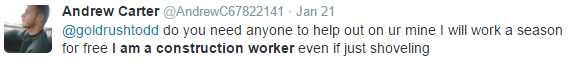 Andrew Carter @AndrewC67822141 · Jan 21
@goldrushtodd do you need anyone to help out on ur mine I will work a season
for free I am a construction worker even if just shoveling